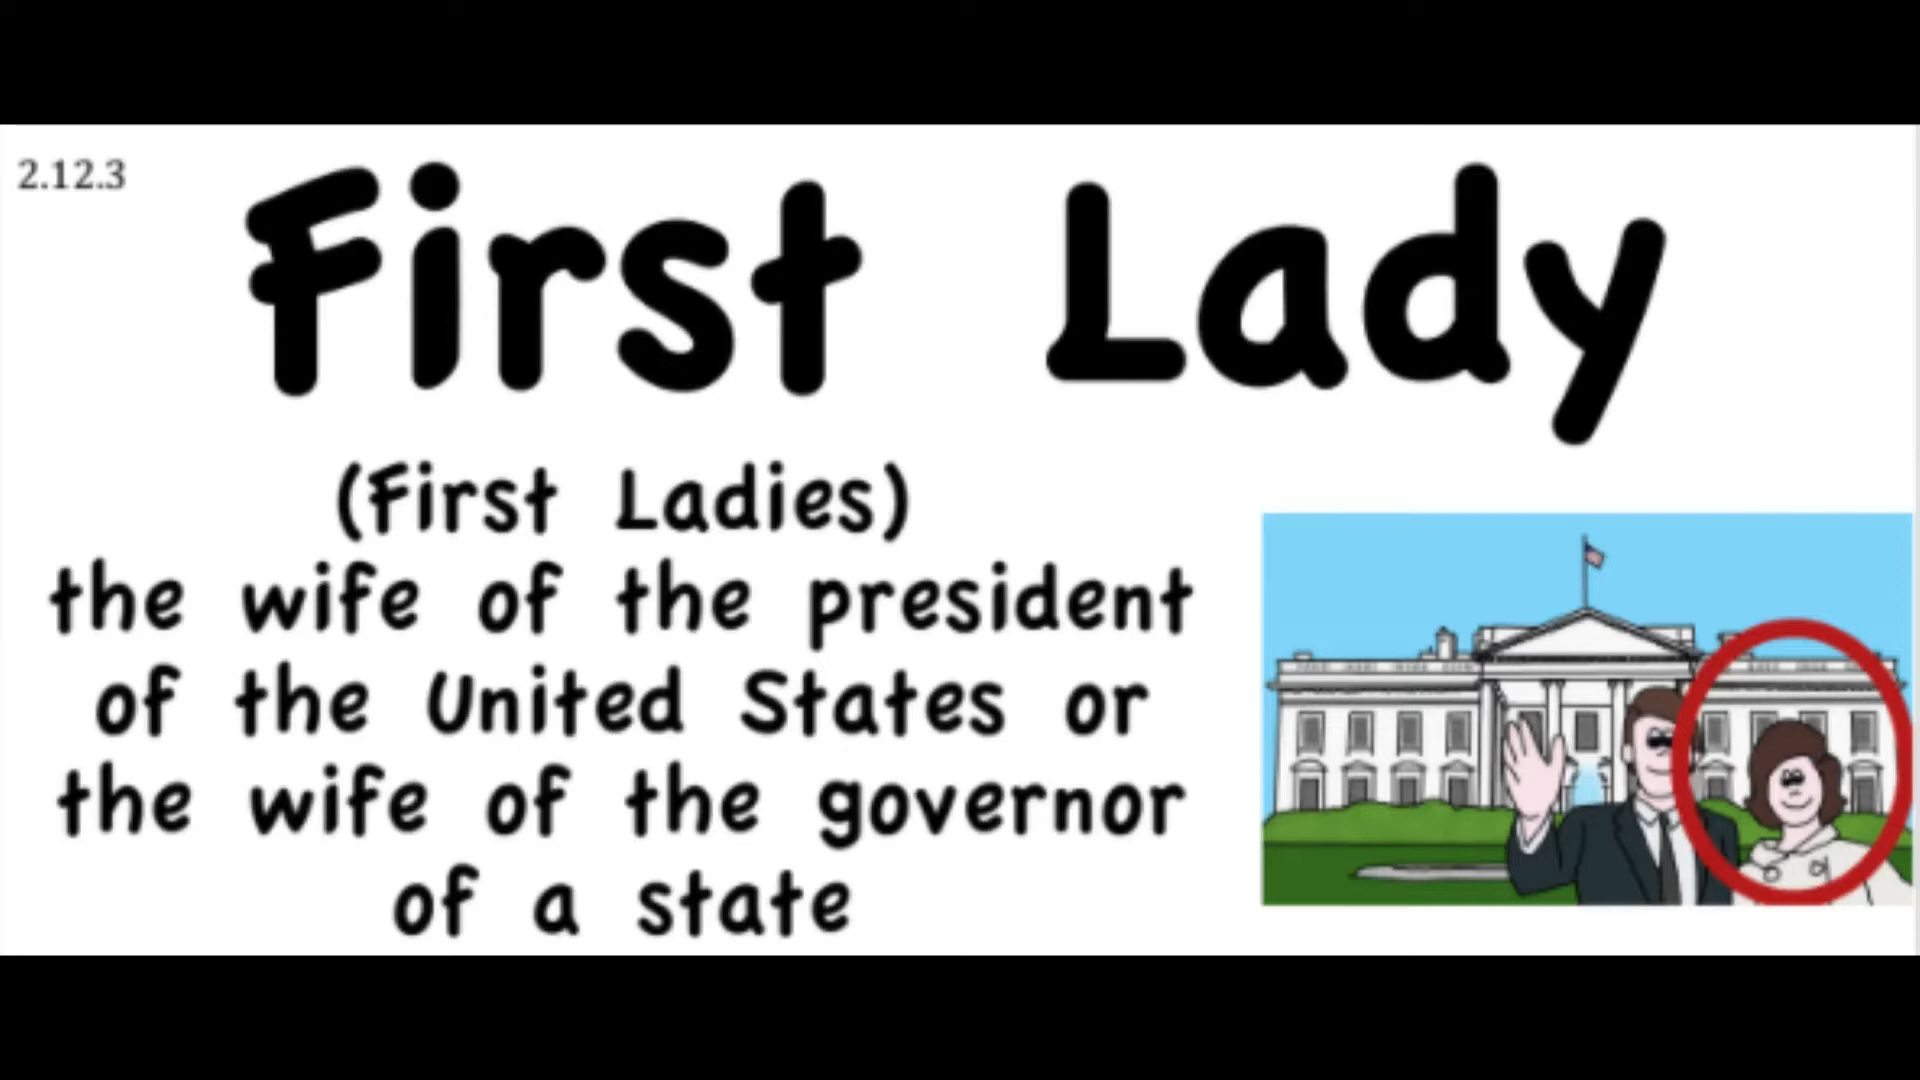 2.12.3
First Lady
(First Ladies)
the wife of the president
of the United States or
the wife of the governor
of a state